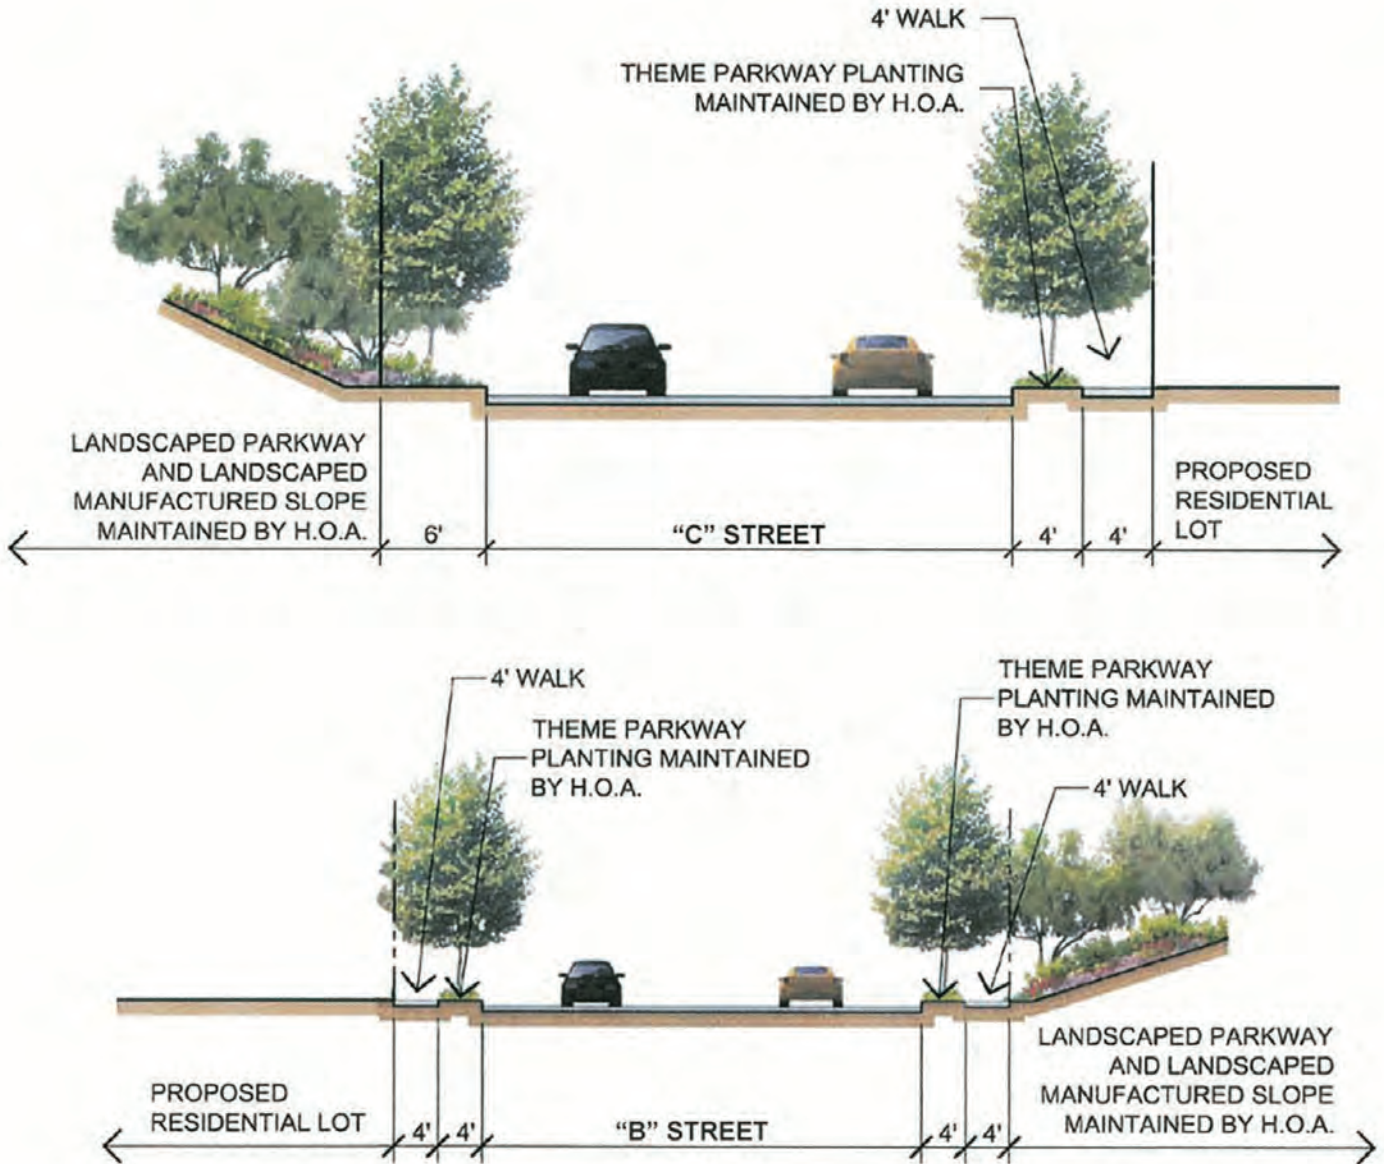 4' WALK
THEME PARKWAY PLANTING
MAINTAINED BY H.O.A.
LANDSCAPED PARKWAY
AND LANDSCAPED
MANUFACTURED SLOPE
MAINTAINED BY H.O.A.
6'
"C" STREET
4'
4'
PROPOSED
RESIDENTIAL
LOT
4' WALK
THEME PARKWAY
PLANTING MAINTAINED
BY H.O.A.
THEME PARKWAY
PLANTING MAINTAINED
BY H.O.A.
4' WALK
PROPOSED
RESIDENTIAL LOT
4'
4'
"B" STREET
4'
4'
LANDSCAPED PARKWAY
AND LANDSCAPED
MANUFACTURED SLOPE
MAINTAINED BY H.O.A.